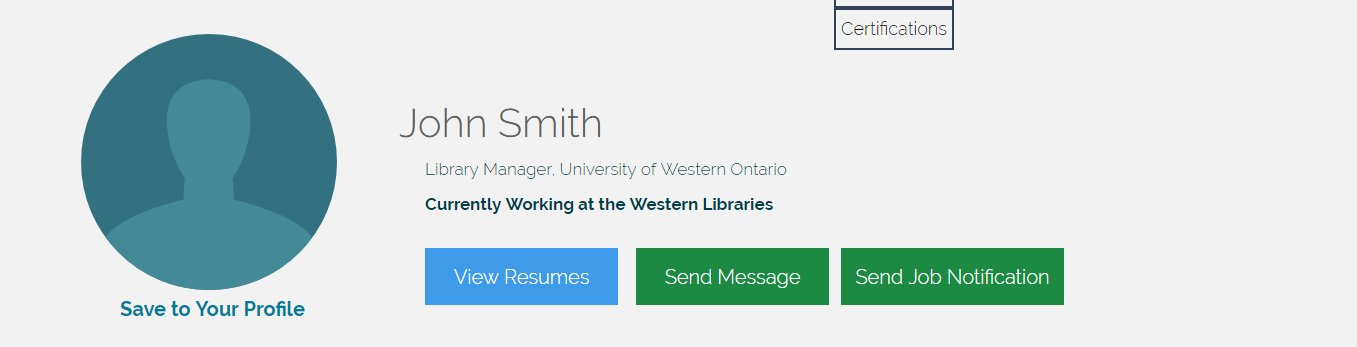 Certifications
John Smith
Library Manager, University of Western Ontario
Currently Working at the Western Libraries
View Resumes
Send Message
Send Job Notification
Save to Your Profile